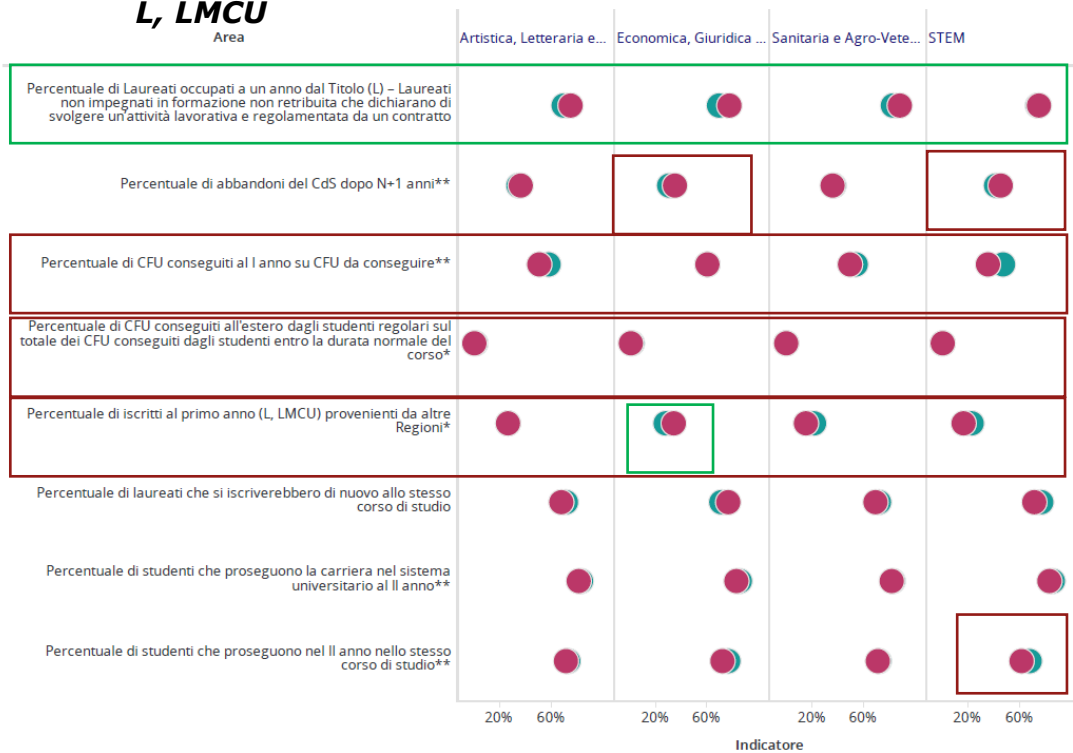 L, LMCU
Area
Artistica, Letteraria e... Economica, Giuridica ... Sanitaria e Agro-Vete... STEM
Percentuale di Laureati occupati a un anno dal Titolo (L) – Laureati
non impegnati in formazione non retribuita che dichiarano di
svolgere un'attività lavorativa e regolamentata da un contratto
Percentuale di abbandoni del CdS dopo N+1 anni**
Percentuale di CFU conseguiti al I anno su CFU da conseguire**
Percentuale di CFU conseguiti all'estero dagli studenti regolari sul
totale dei CFU conseguiti dagli studenti entro la durata normale del
corso*
Percentuale di iscritti al primo anno (L, LMCU) provenienti da altre
Regioni*
Percentuale di laureati che si iscriverebbero di nuovo allo stesso
corso di studio
Percentuale di studenti che proseguono la carriera nel sistema
universitario al II anno**
Percentuale di studenti che proseguono nel II anno nello stesso
corso di studio**
20% 60% 20% 60% 20% 60% 20% 60%
Indicatore